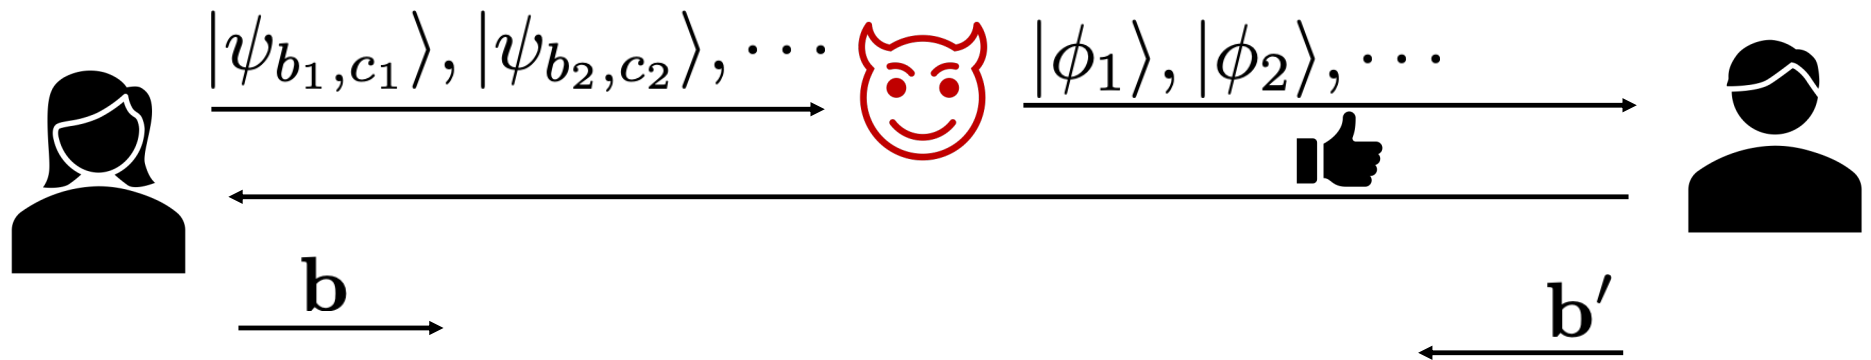 |ψ_{b_1,c_1}⟩, |ψ_{b_2,c_2}⟩, ⋯
|ϕ_1⟩, |ϕ_2⟩, ⋯
b
b′